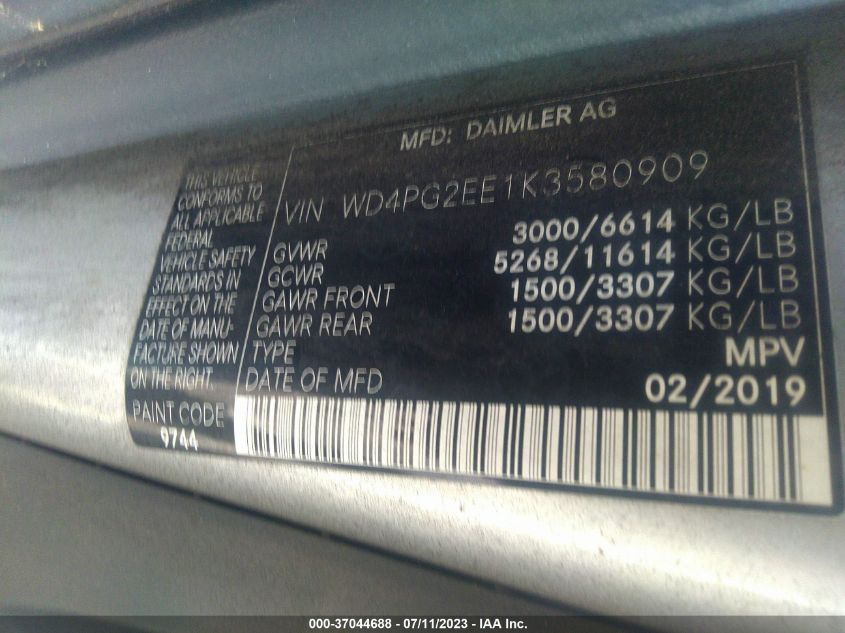 MFD: DAIMLER AG
VIN WD4PG2EE1K3580909
GVWR 3000/6614 KG/LB
GCWR 5268/11614 KG/LB
GAWR FRONT 1500/3307 KG/LB
GAWR REAR 1500/3307 KG/LB
TYPE MPV
DATE OF MFD 02/2019
THIS VEHICLE
CONFORMS TO
ALL APPLICABLE
FEDERAL
VEHICLE SAFETY
STANDARDS IN
EFFECT ON THE
DATE OF MANU-
FACTURE SHOWN
ON THE RIGHT.
PAINT CODE
9744
000-37044688 - 07/11/2023 - IAA Inc.